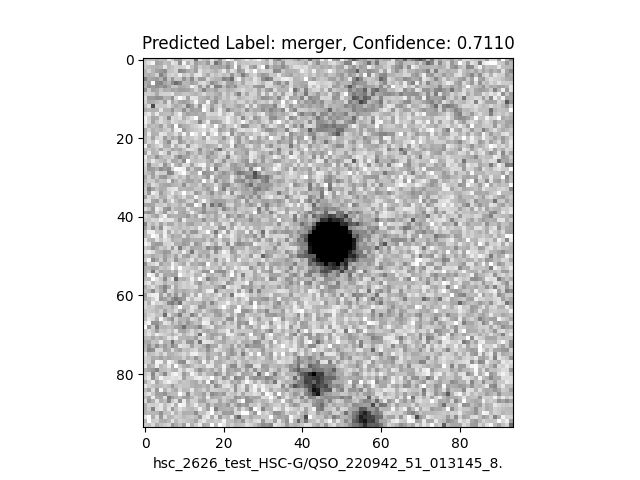 Predicted Label: merger, Confidence: 0.7110
0
20
40
60
80
0 20 40 60 80
hsc_2626_test_HSC-G/QSO_220942_51_013145_8.